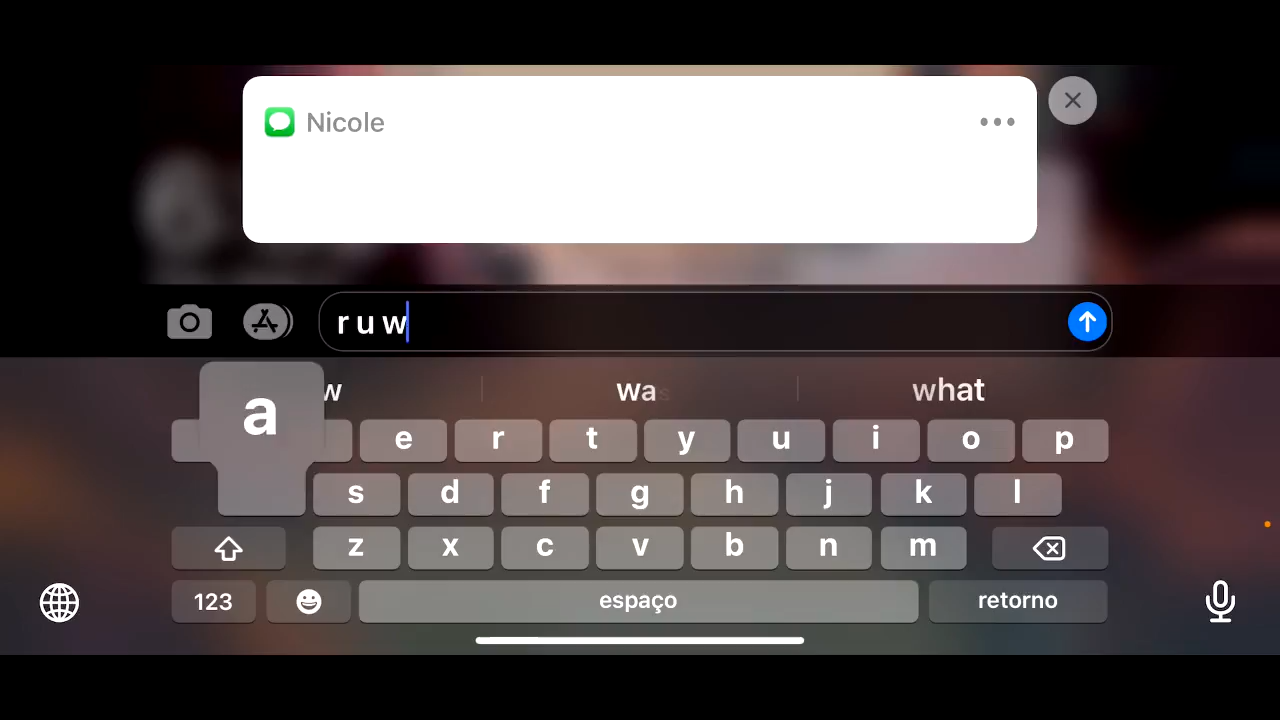 Nicole
r u w
w wa what
a e r t y u i o p
s d f g h j k l
z x c v b n m
123 espaço retorno